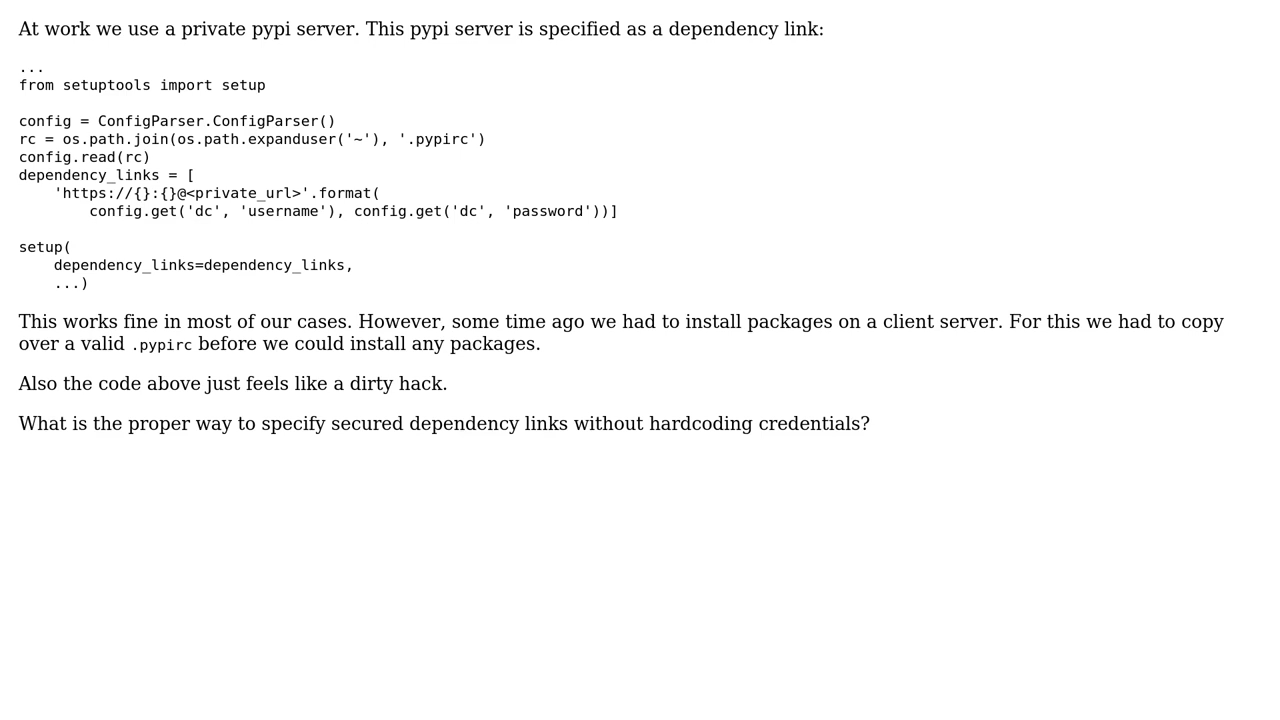 At work we use a private pypi server. This pypi server is specified as a dependency link:
...
from setuptools import setup
config = ConfigParser.ConfigParser()
rc = os.path.join(os.path.expanduser('~'), '.pypirc')
config.read(rc)
dependency_links = [
    'https://{}:{}@<private_url>'.format(
        config.get('dc', 'username'), config.get('dc', 'password'))]
setup(
    dependency_links=dependency_links,
    ...)
This works fine in most of our cases. However, some time ago we had to install packages on a client server. For this we had to copy
over a valid .pypirc before we could install any packages.
Also the code above just feels like a dirty hack.
What is the proper way to specify secured dependency links without hardcoding credentials?